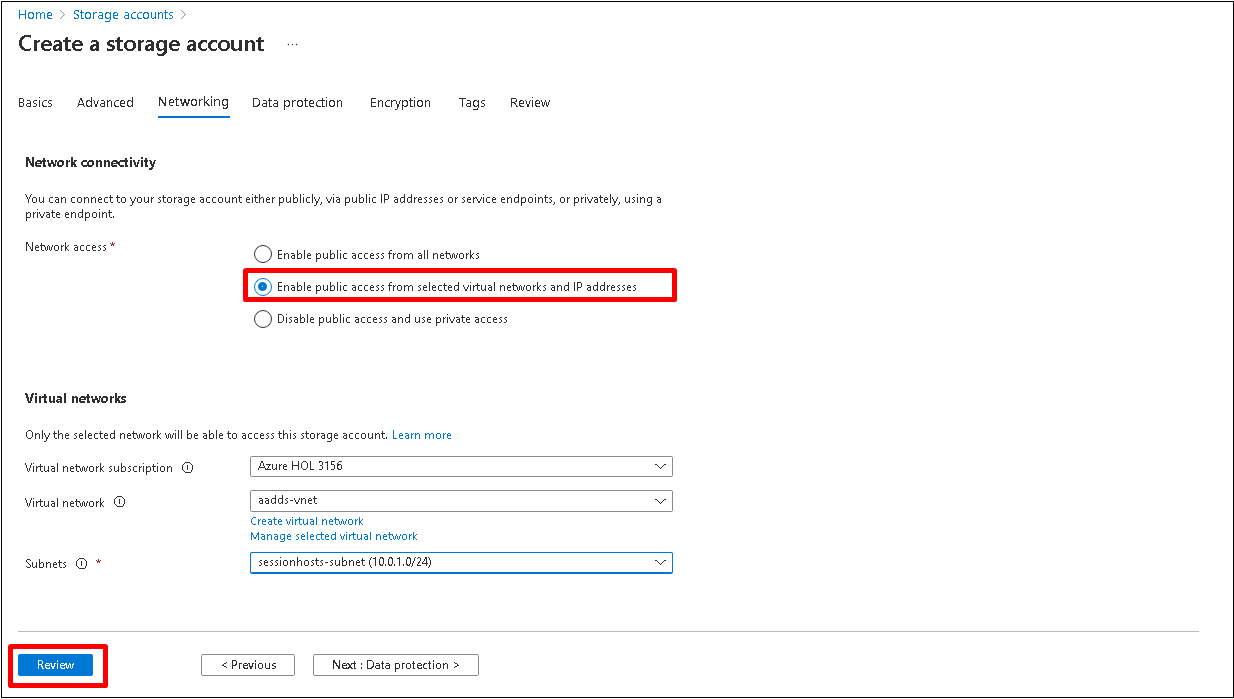 Home > Storage accounts >
Create a storage account ...
Basics Advanced Networking Data protection Encryption Tags Review
Network connectivity
You can connect to your storage account either publicly, via public IP addresses or service endpoints, or privately, using a
private endpoint.
Network access *
Enable public access from all networks
Enable public access from selected virtual networks and IP addresses
Disable public access and use private access
Virtual networks
Only the selected network will be able to access this storage account. Learn more
Virtual network subscription Azure HOL 3156
Virtual network aadds-vnet
Create virtual network
Manage selected virtual network
Subnets * sessionhosts-subnet (10.0.1.0/24)
Review < Previous Next : Data protection >